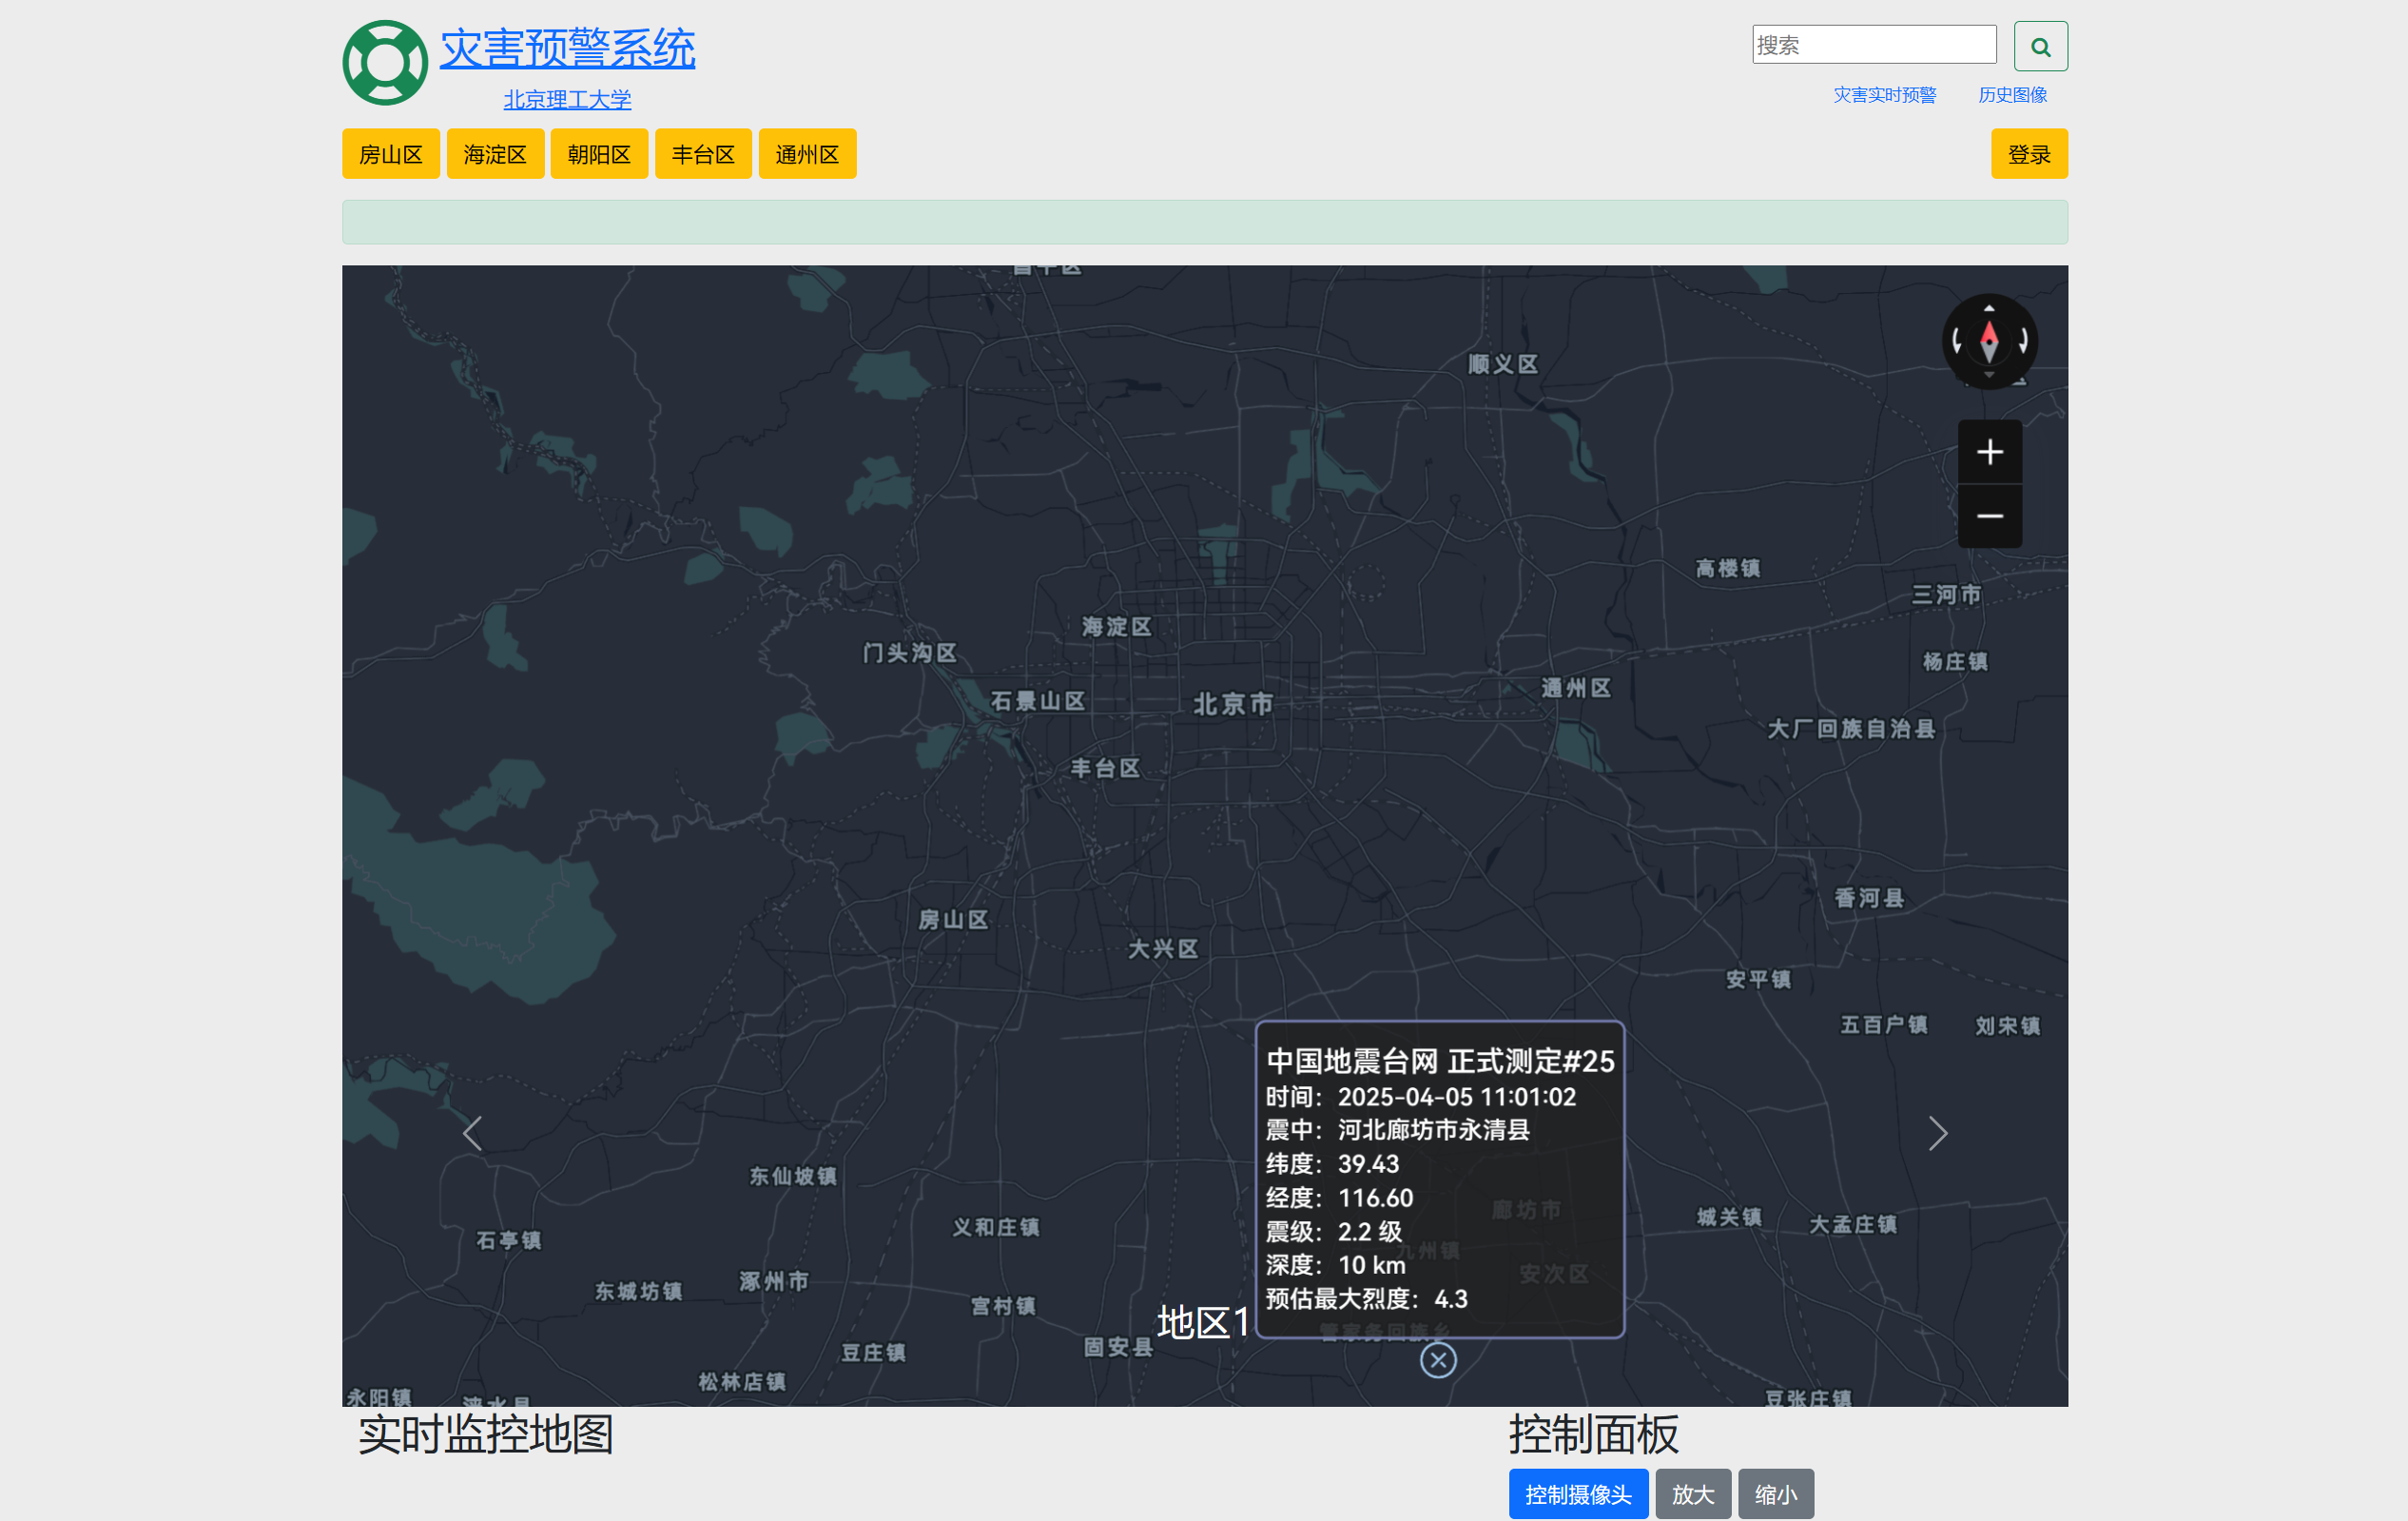 灾害预警系统
搜索
北京理工大学
灾害实时预警 历史图像
房山区 海淀区 朝阳区 丰台区 通州区 登录
顺义区
高楼镇
三河市
海淀区
门头沟区
杨庄镇
通州区
石景山区
北京市
大厂回族自治县
丰台区
香河县
房山区
大兴区
安平镇
五百户镇
刘宋镇
中国地震台网 正式测定#25
时间：2025-04-05 11:01:02
震中：河北廊坊市永清县
纬度：39.43
经度：116.60
震级：2.2 级
深度：10 km
预估最大烈度：4.3
廊坊市
九州镇
安次区
管家务回族乡
东仙坡镇
义和庄镇
城关镇
大孟庄镇
石亭镇
涿州市
东城坊镇
宫村镇
地区1
固安县
豆庄镇
松林店镇
永阳镇
涞水县
豆张庄镇
实时监控地图
控制面板
控制摄像头 放大 缩小